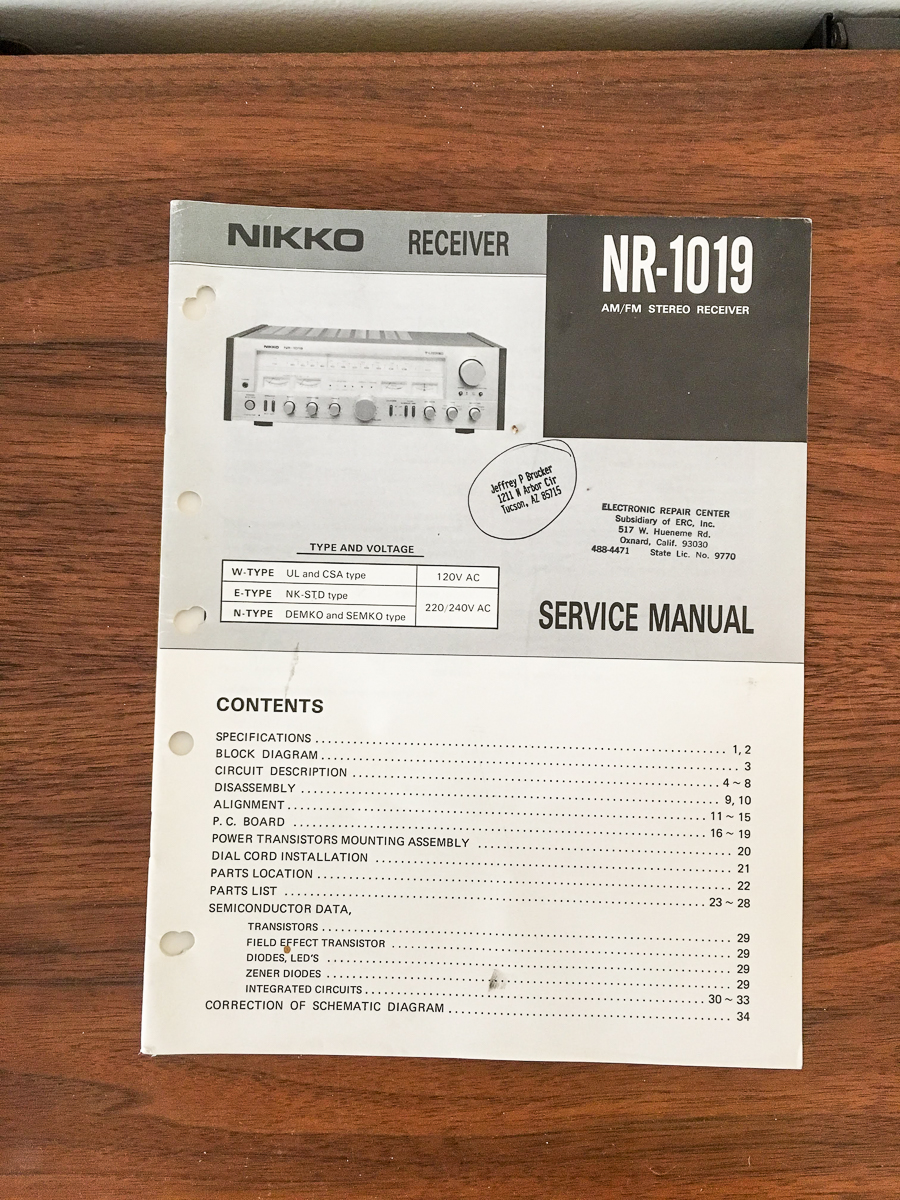 NIKKO RECEIVER
NR-1019
AM/FM STEREO RECEIVER
NIKKO NR-1019
Jeffrey P Brucker
1211 N Arbor Cir
Tucson, AZ 85715
ELECTRONIC REPAIR CENTER
Subsidiary of ERC, Inc.
517 W. Hueneme Rd.
Oxnard, Calif. 93030
488-4471 State Lic. No. 9770
TYPE AND VOLTAGE
W-TYPE UL and CSA type 120V AC
E-TYPE NK-STD type
220/240V AC
N-TYPE DEMKO and SEMKO type
SERVICE MANUAL
CONTENTS
SPECIFICATIONS 1, 2
BLOCK DIAGRAM 3
CIRCUIT DESCRIPTION 4 ~ 8
DISASSEMBLY 9, 10
ALIGNMENT 11 ~ 15
P. C. BOARD 16 ~ 19
POWER TRANSISTORS MOUNTING ASSEMBLY 20
DIAL CORD INSTALLATION 21
PARTS LOCATION 22
PARTS LIST 23 ~ 28
SEMICONDUCTOR DATA,
TRANSISTORS 29
FIELD EFFECT TRANSISTOR 29
DIODES, LED'S 29
ZENER DIODES 29
INTEGRATED CIRCUITS 30 ~ 33
CORRECTION OF SCHEMATIC DIAGRAM 34